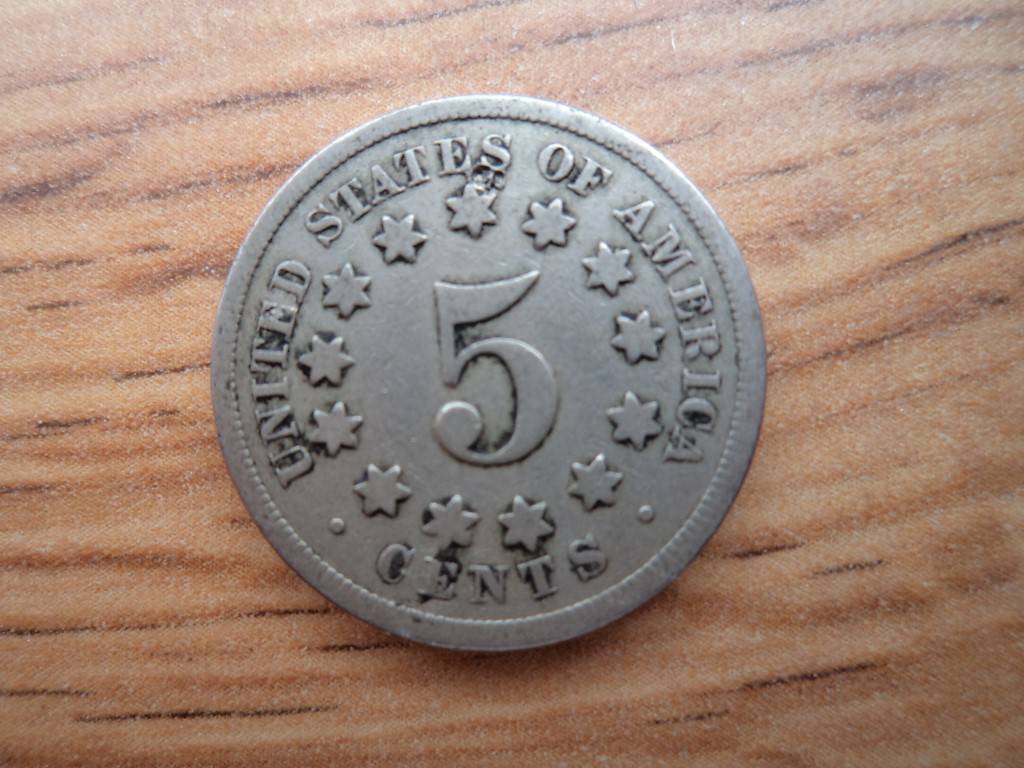 UNITED STATES OF AMERICA
5
· CENTS ·